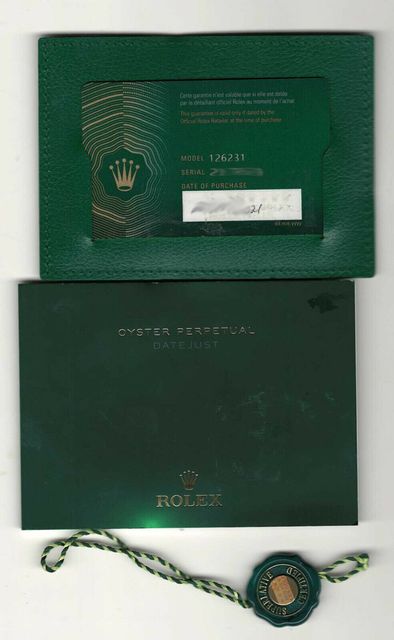 Cette garantie n'est valable que si elle est datée
par le détaillant officiel Rolex au moment de l'achat
This guarantee is valid only if dated by the
Official Rolex Retailer at the time of purchase
MODEL 126231
SERIAL
DATE OF PURCHASE
21
OYSTER PERPETUAL
DATEJUST
ROLEX
SUPERLATIVE
CERTIFIED